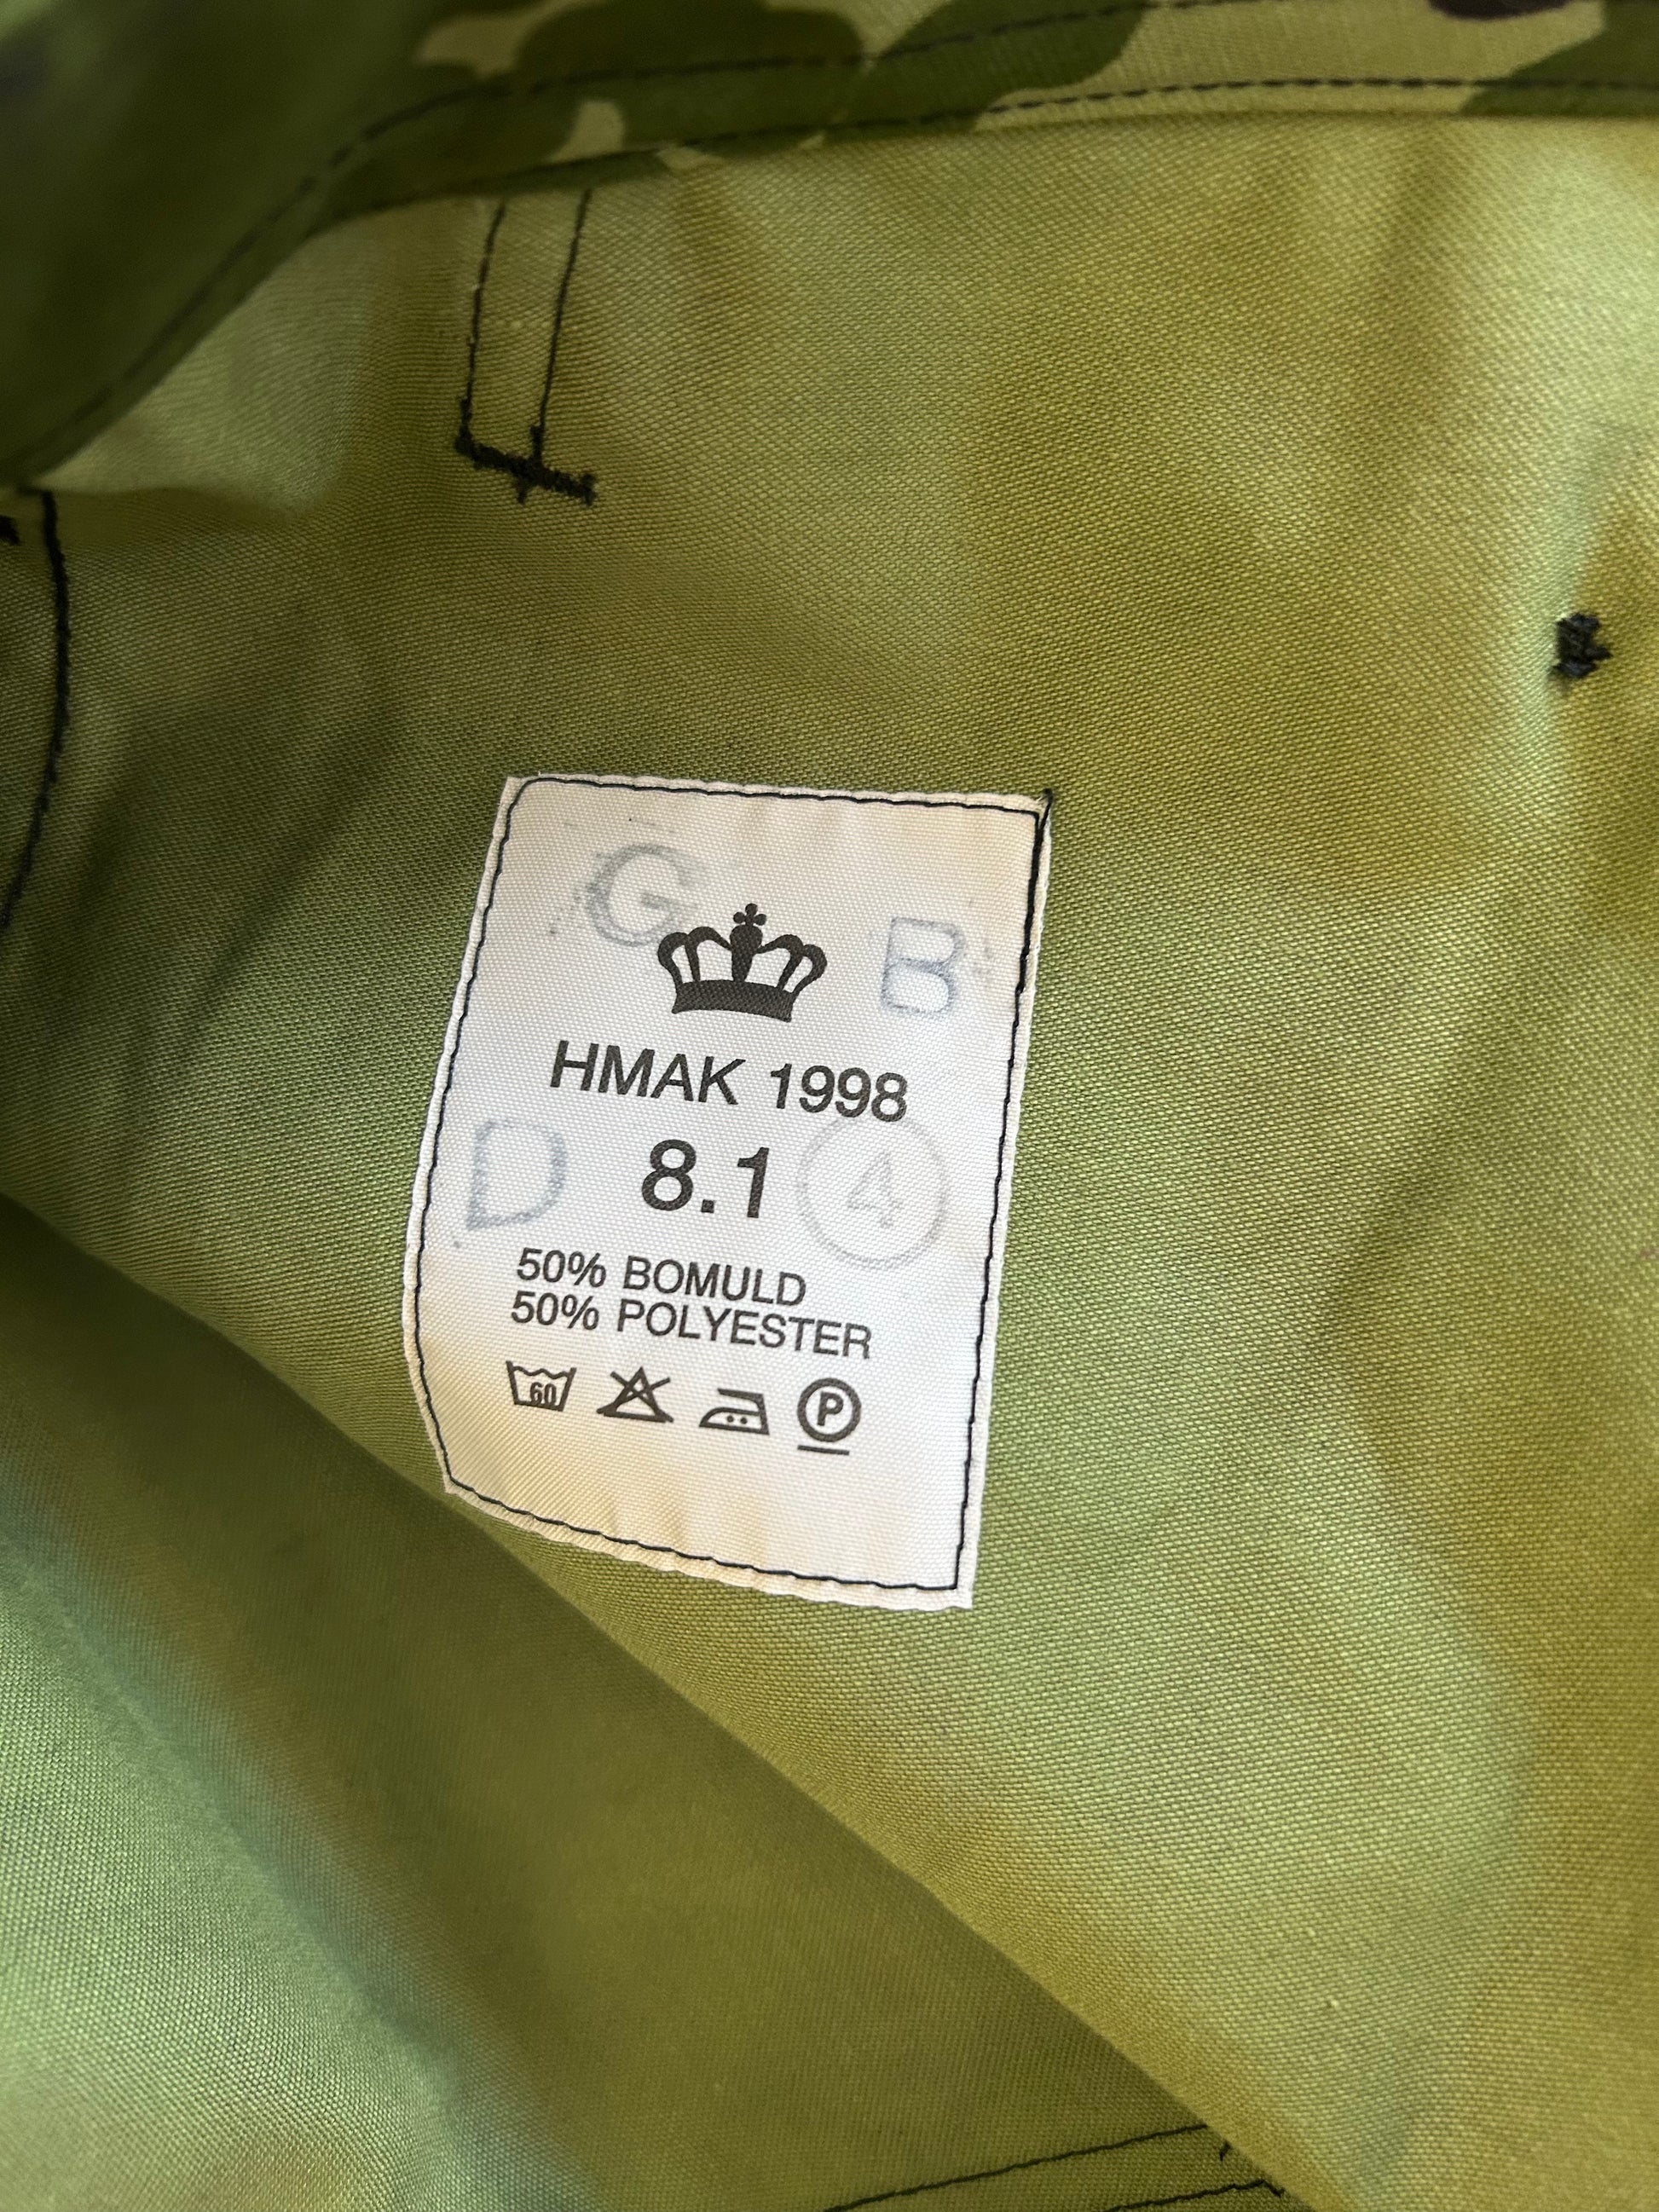 G B
HMAK 1998
D 8.1 4
50% BOMULD
50% POLYESTER
60 P